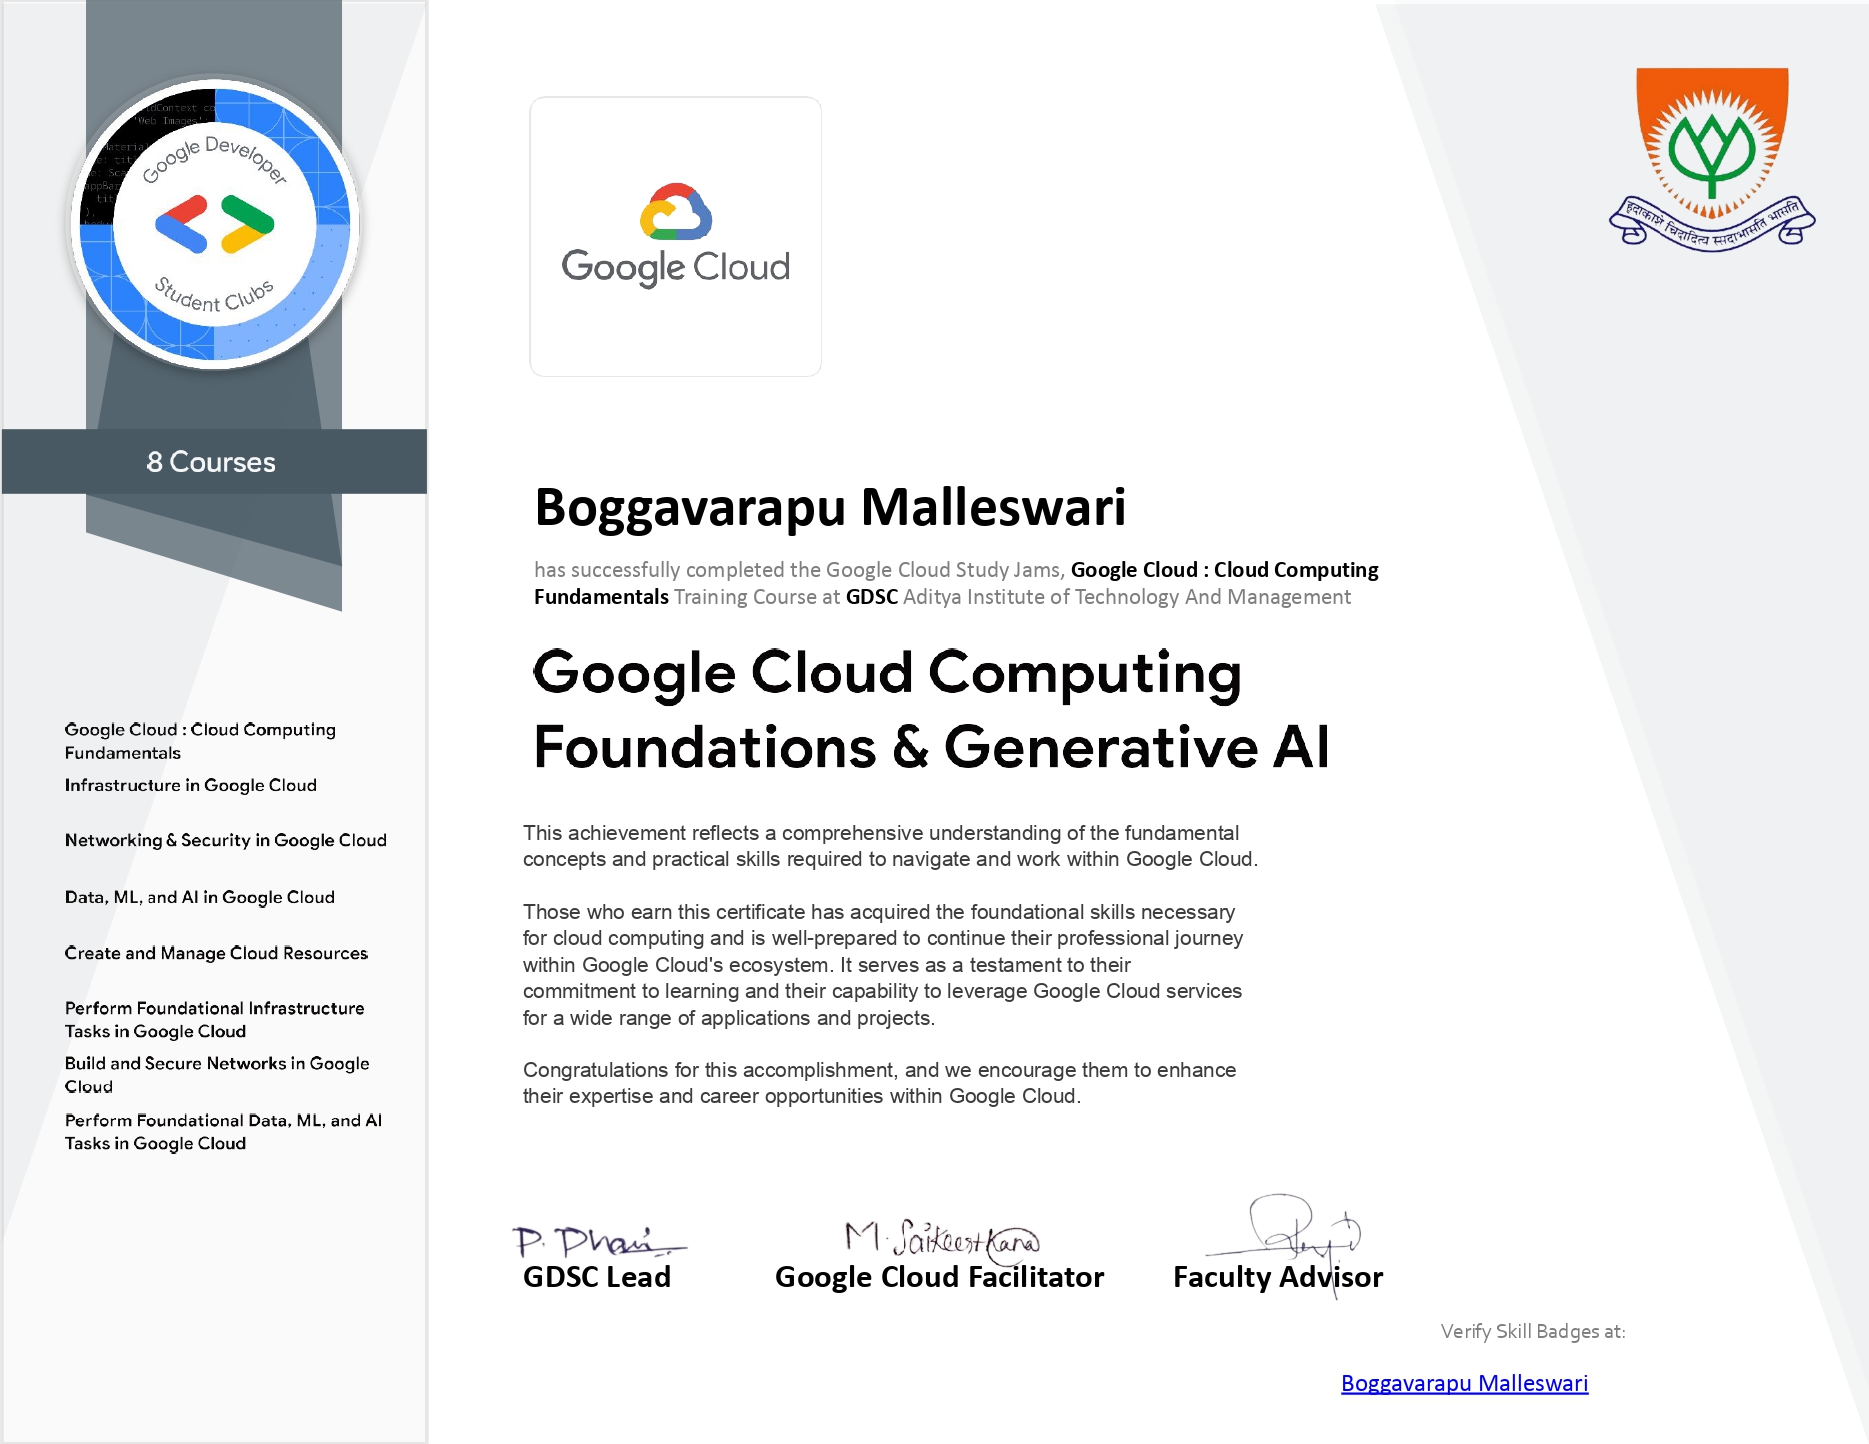 Google Developer
Student Clubs
8 Courses
Google Cloud : Cloud Computing
Fundamentals
Infrastructure in Google Cloud
Networking & Security in Google Cloud
Data, ML, and AI in Google Cloud
Create and Manage Cloud Resources
Perform Foundational Infrastructure
Tasks in Google Cloud
Build and Secure Networks in Google
Cloud
Perform Foundational Data, ML, and AI
Tasks in Google Cloud
Google Cloud
Boggavarapu Malleswari
has successfully completed the Google Cloud Study Jams, Google Cloud : Cloud Computing
Fundamentals Training Course at GDSC Aditya Institute of Technology And Management
Google Cloud Computing
Foundations & Generative AI
This achievement reflects a comprehensive understanding of the fundamental
concepts and practical skills required to navigate and work within Google Cloud.
Those who earn this certificate has acquired the foundational skills necessary
for cloud computing and is well-prepared to continue their professional journey
within Google Cloud's ecosystem. It serves as a testament to their
commitment to learning and their capability to leverage Google Cloud services
for a wide range of applications and projects.
Congratulations for this accomplishment, and we encourage them to enhance
their expertise and career opportunities within Google Cloud.
GDSC Lead
Google Cloud Facilitator
Faculty Advisor
Verify Skill Badges at:
Boggavarapu Malleswari
हृदाकाशे चिदादित्य स्सदाभासति भासति